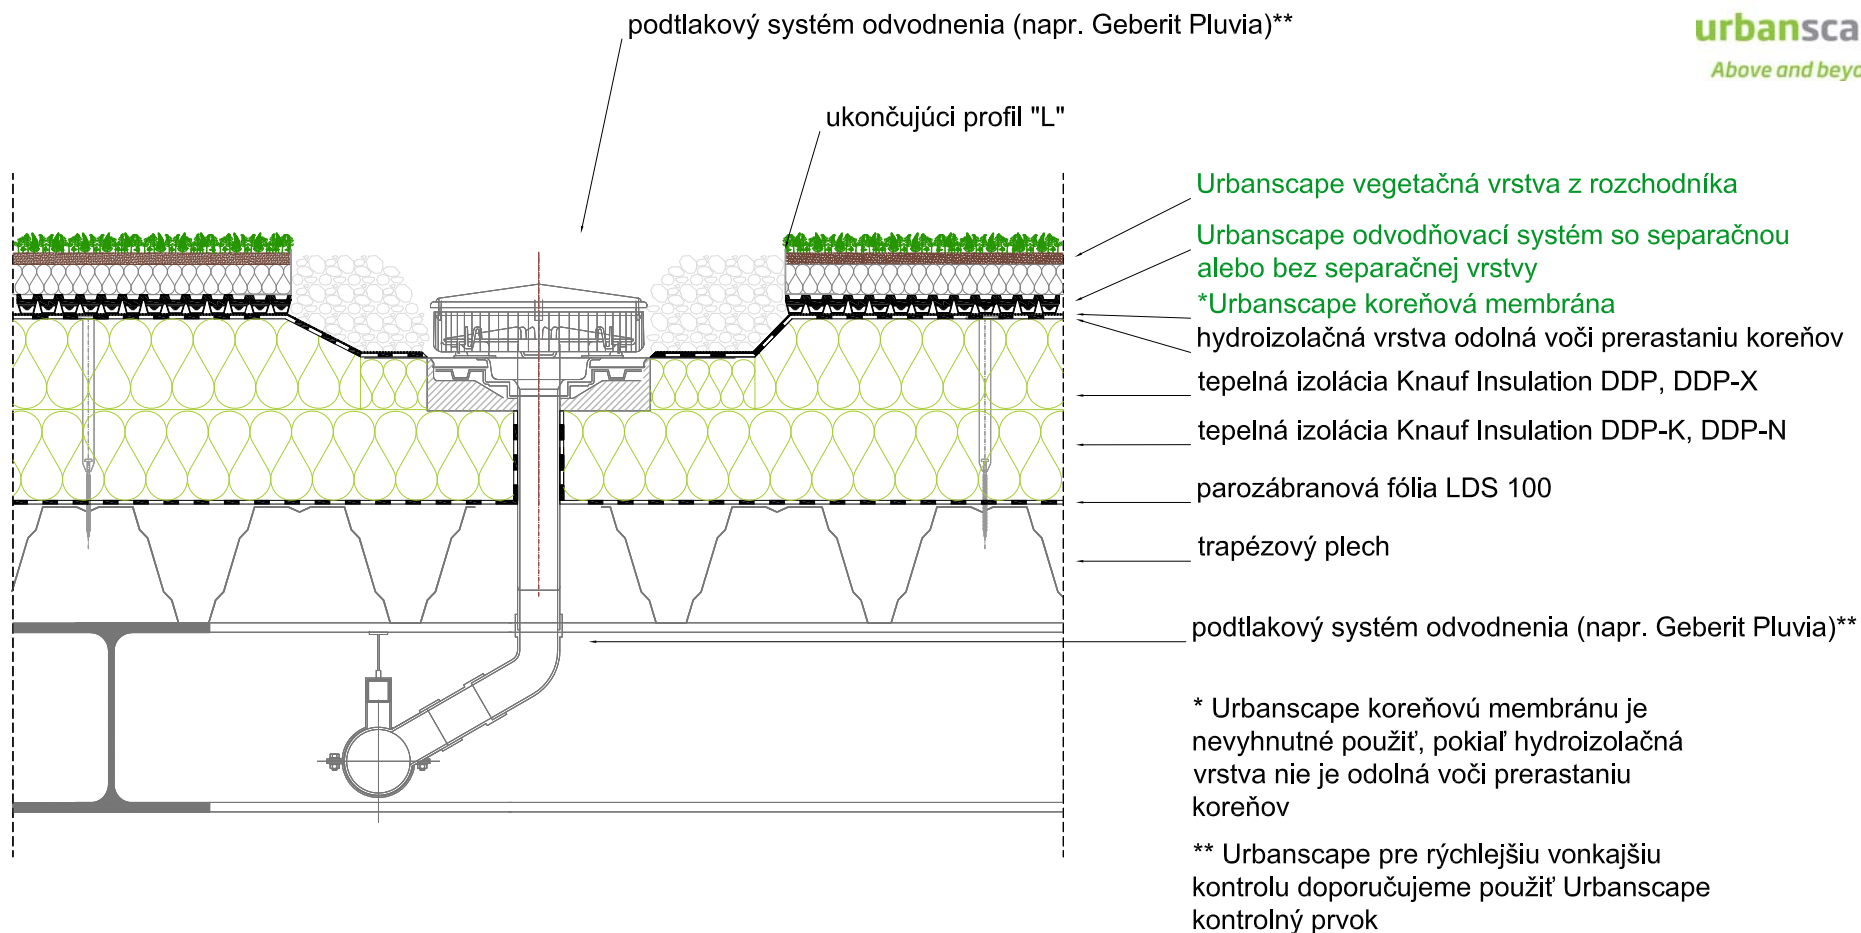 podtlakový systém odvodnenia (napr. Geberit Pluvia)**
urbansca
Above and beyo
ukončujúci profil "L"
Urbanscape vegetačná vrstva z rozchodníka
Urbanscape odvodňovací systém so separačnou
alebo bez separačnej vrstvy
*Urbanscape koreňová membrána
hydroizolačná vrstva odolná voči prerastaniu koreňov
tepelná izolácia Knauf Insulation DDP, DDP-X
tepelná izolácia Knauf Insulation DDP-K, DDP-N
parozábranová fólia LDS 100
trapézový plech
podtlakový systém odvodnenia (napr. Geberit Pluvia)**
* Urbanscape koreňovú membránu je
nevyhnutné použiť, pokiaľ hydroizolačná
vrstva nie je odolná voči prerastaniu
koreňov
** Urbanscape pre rýchlejšiu vonkajšiu
kontrolu doporučujeme použiť Urbanscape
kontrolný prvok